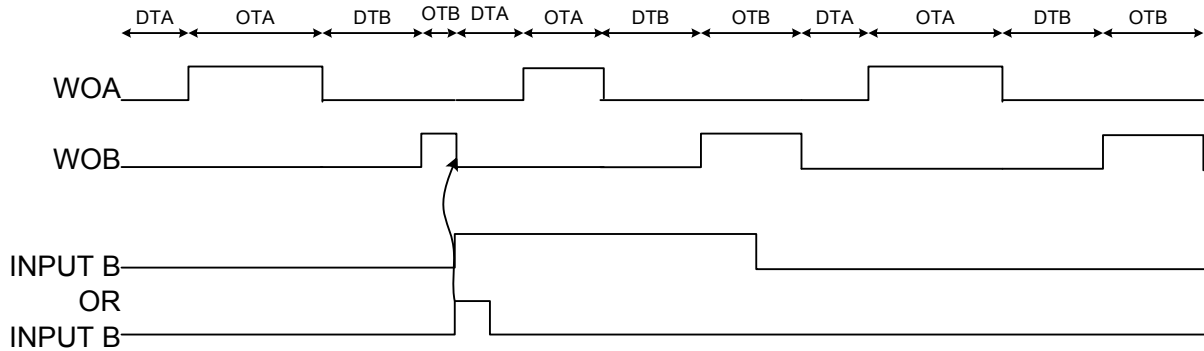 DTA OTA DTB OTB DTA OTA DTB OTB DTA OTA DTB OTB
WOA
WOB
INPUT B
OR
INPUT B